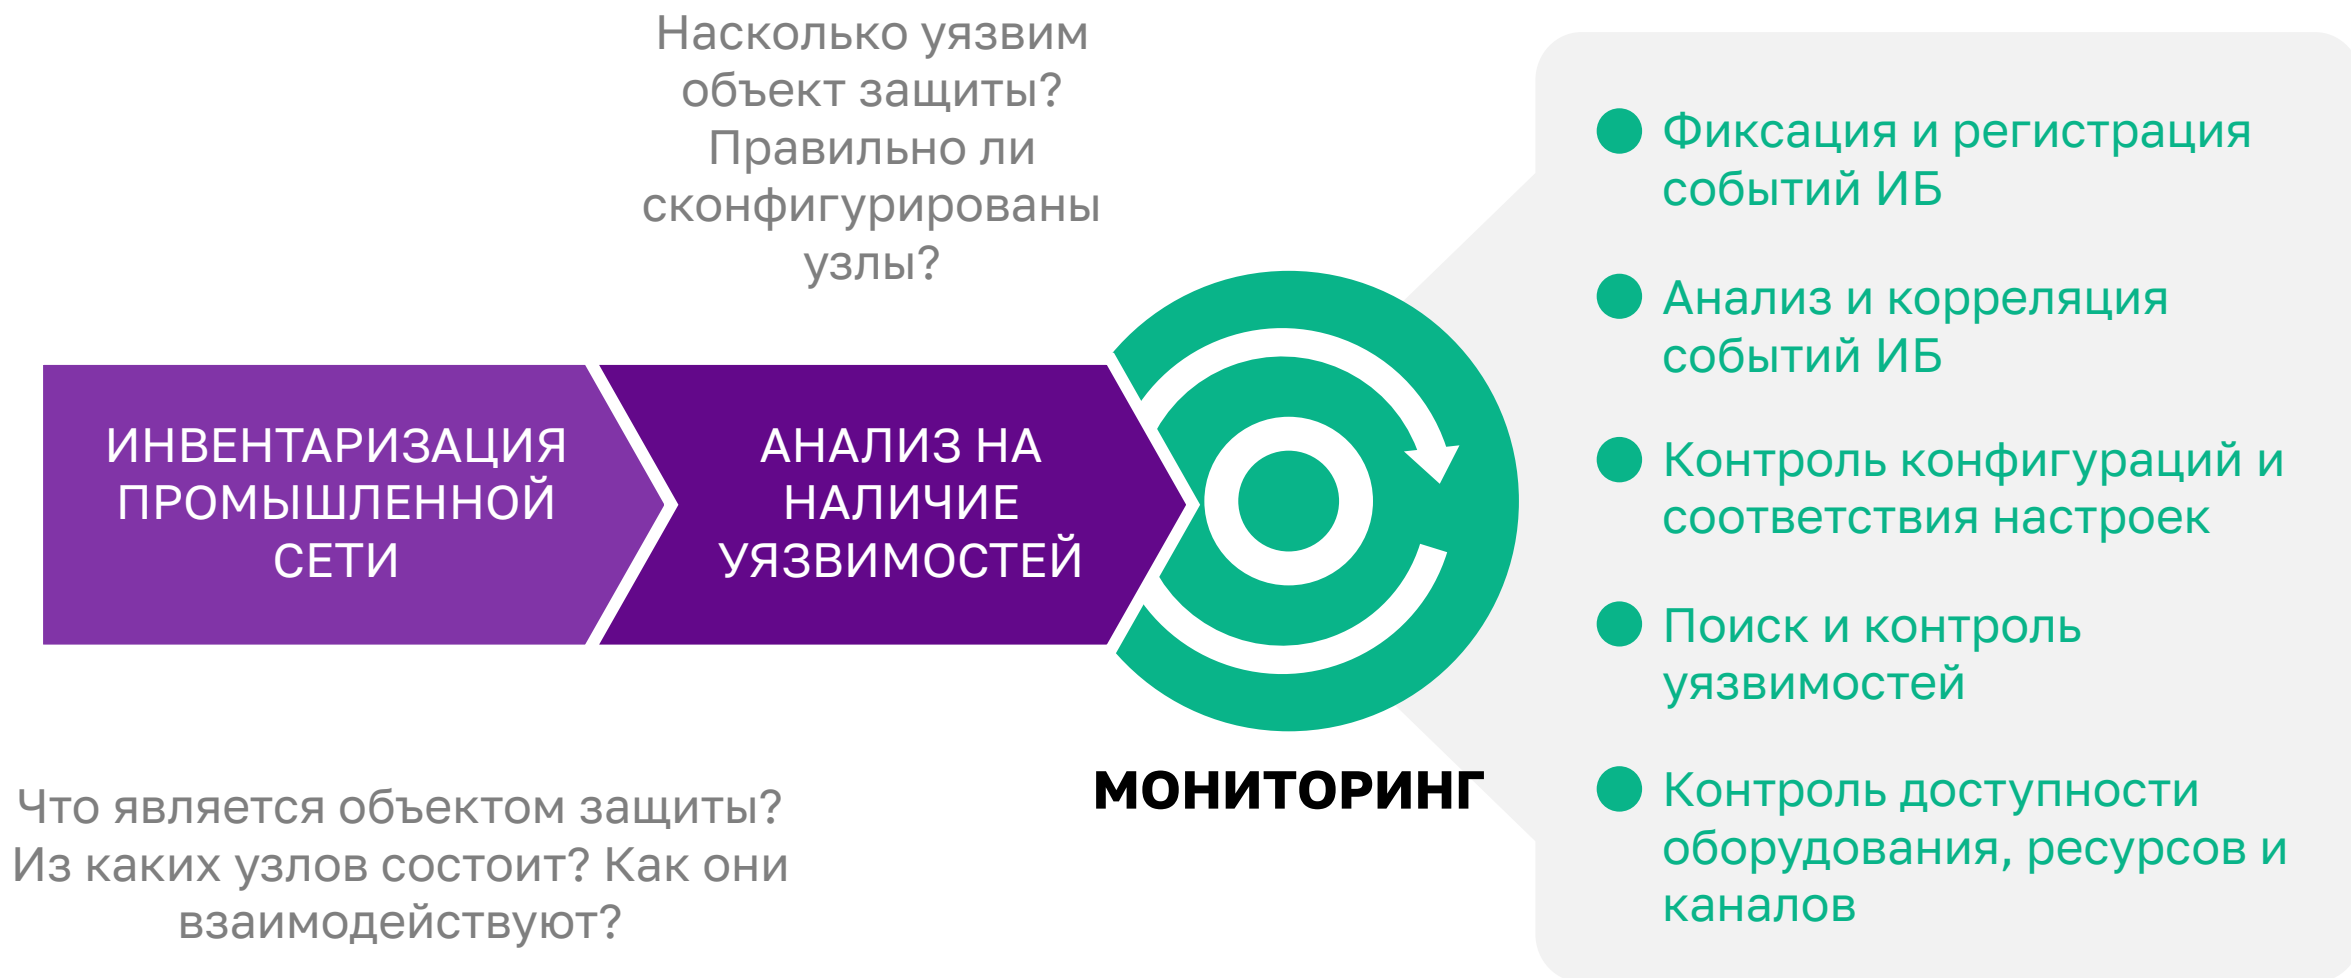 Насколько уязвим
объект защиты?
Правильно ли
сконфигурированы
узлы?
ИНВЕНТАРИЗАЦИЯ
ПРОМЫШЛЕННОЙ
СЕТИ
АНАЛИЗ НА
НАЛИЧИЕ
УЯЗВИМОСТЕЙ
Что является объектом защиты?
Из каких узлов состоит? Как они
взаимодействуют?
МОНИТОРИНГ
Фиксация и регистрация
событий ИБ
Анализ и корреляция
событий ИБ
Контроль конфигураций и
соответствия настроек
Поиск и контроль
уязвимостей
Контроль доступности
оборудования, ресурсов и
каналов